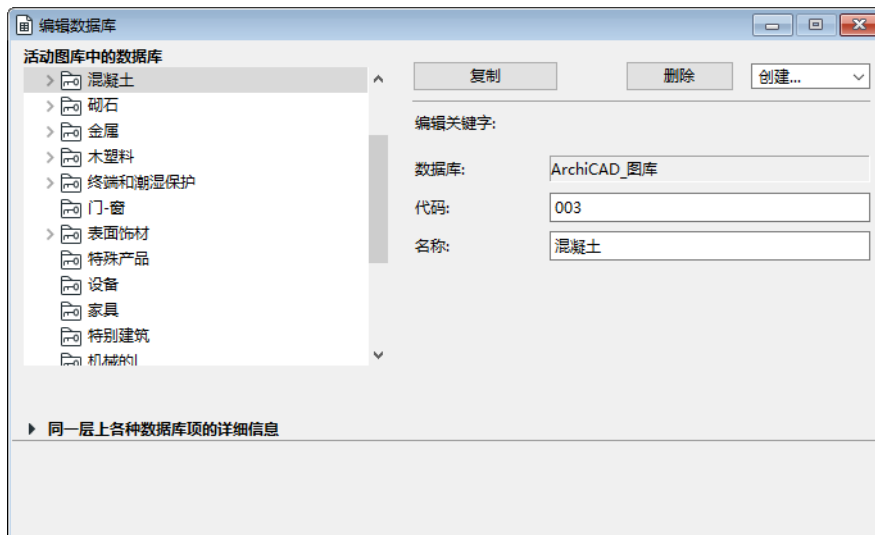 编辑数据库
活动图库中的数据库
混凝土
砌石
金属
木塑料
终端和潮湿保护
门-窗
表面饰材
特殊产品
设备
家具
特别建筑
机械的l
复制
删除
创建...
编辑关键字:
数据库:
ArchiCAD_图库
代码:
003
名称:
混凝土
同一层上各种数据库项的详细信息